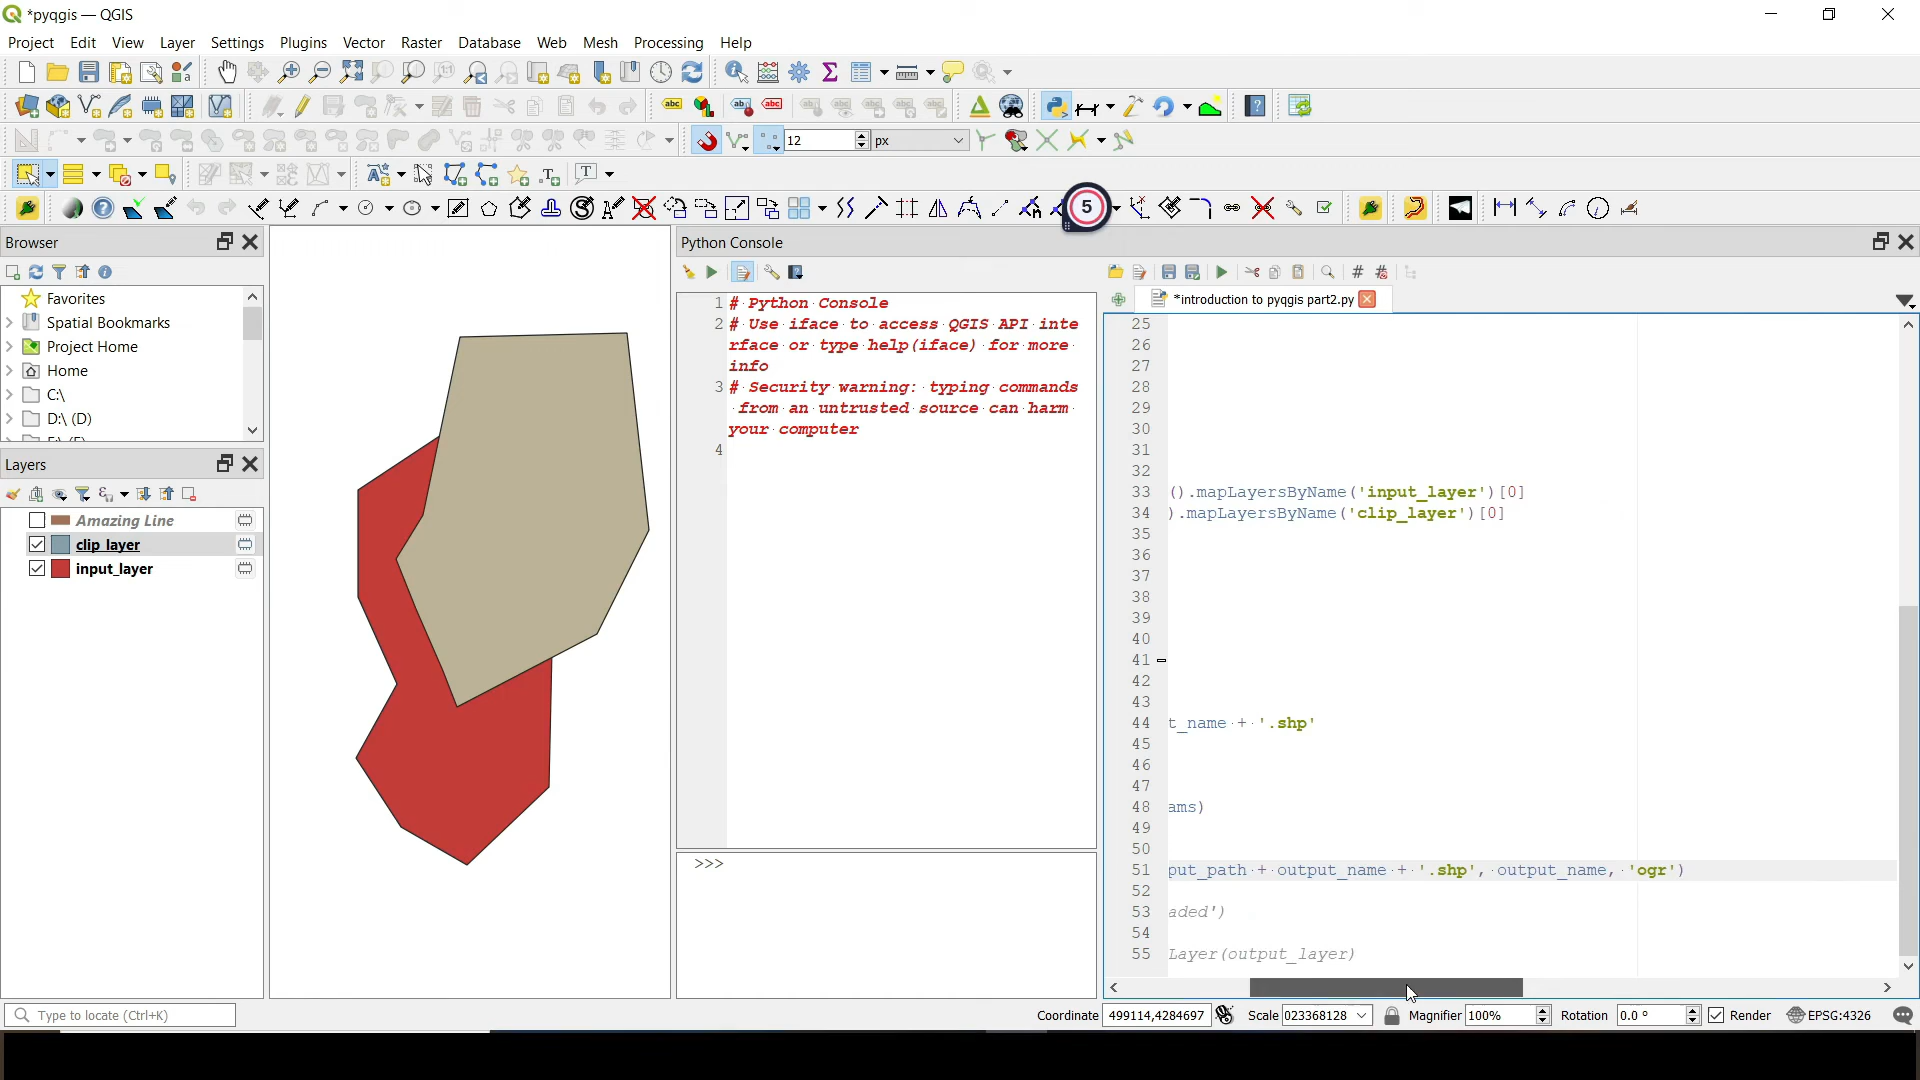 *pyqgis — QGIS
Project Edit View Layer Settings Plugins Vector Raster Database Web Mesh Processing Help
12 px
5
Browser
Python Console
Favorites
Spatial Bookmarks
Project Home
Home
C:\
D:\ (D)
Layers
Amazing Line
clip layer
input_layer
1 # Python Console
2 # Use iface to access QGIS API inte
rface or type help(iface) for more
info
3 # Security warning: typing commands
from an untrusted source can harm
your computer
4
>>>
*introduction to pyqgis part2.py
25
26
27
28
29
30
31
32
33 ().mapLayersByName('input_layer')[0]
34 ).mapLayersByName('clip_layer')[0]
35
36
37
38
39
40
41
42
43
44 t_name + '.shp'
45
46
47
48 ams)
49
50
51 put_path + output_name + '.shp', output_name, 'ogr')
52
53 aded')
54
55 Layer(output_layer)
Type to locate (Ctrl+K)
Coordinate 499114,4284697 Scale 023368128 Magnifier 100% Rotation 0.0 ° Render EPSG:4326